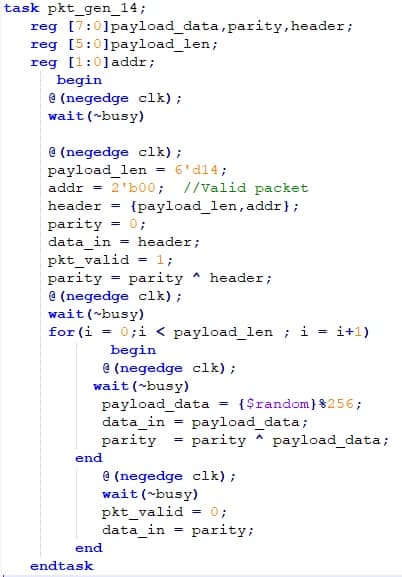 task pkt_gen_14;
reg [7:0]payload_data,parity,header;
reg [5:0]payload_len;
reg [1:0]addr;
begin
@(negedge clk);
wait(~busy)
@(negedge clk);
payload_len = 6'd14;
addr = 2'b00; //Valid packet
header = {payload_len,addr};
parity = 0;
data_in = header;
pkt_valid = 1;
parity = parity ^ header;
@(negedge clk);
wait(~busy)
for(i = 0;i < payload_len ; i = i+1)
begin
@(negedge clk);
wait(~busy)
payload_data = {$random}%256;
data_in = payload_data;
parity  = parity ^ payload_data;
end
@(negedge clk);
wait(~busy)
pkt_valid = 0;
data_in = parity;
end
endtask